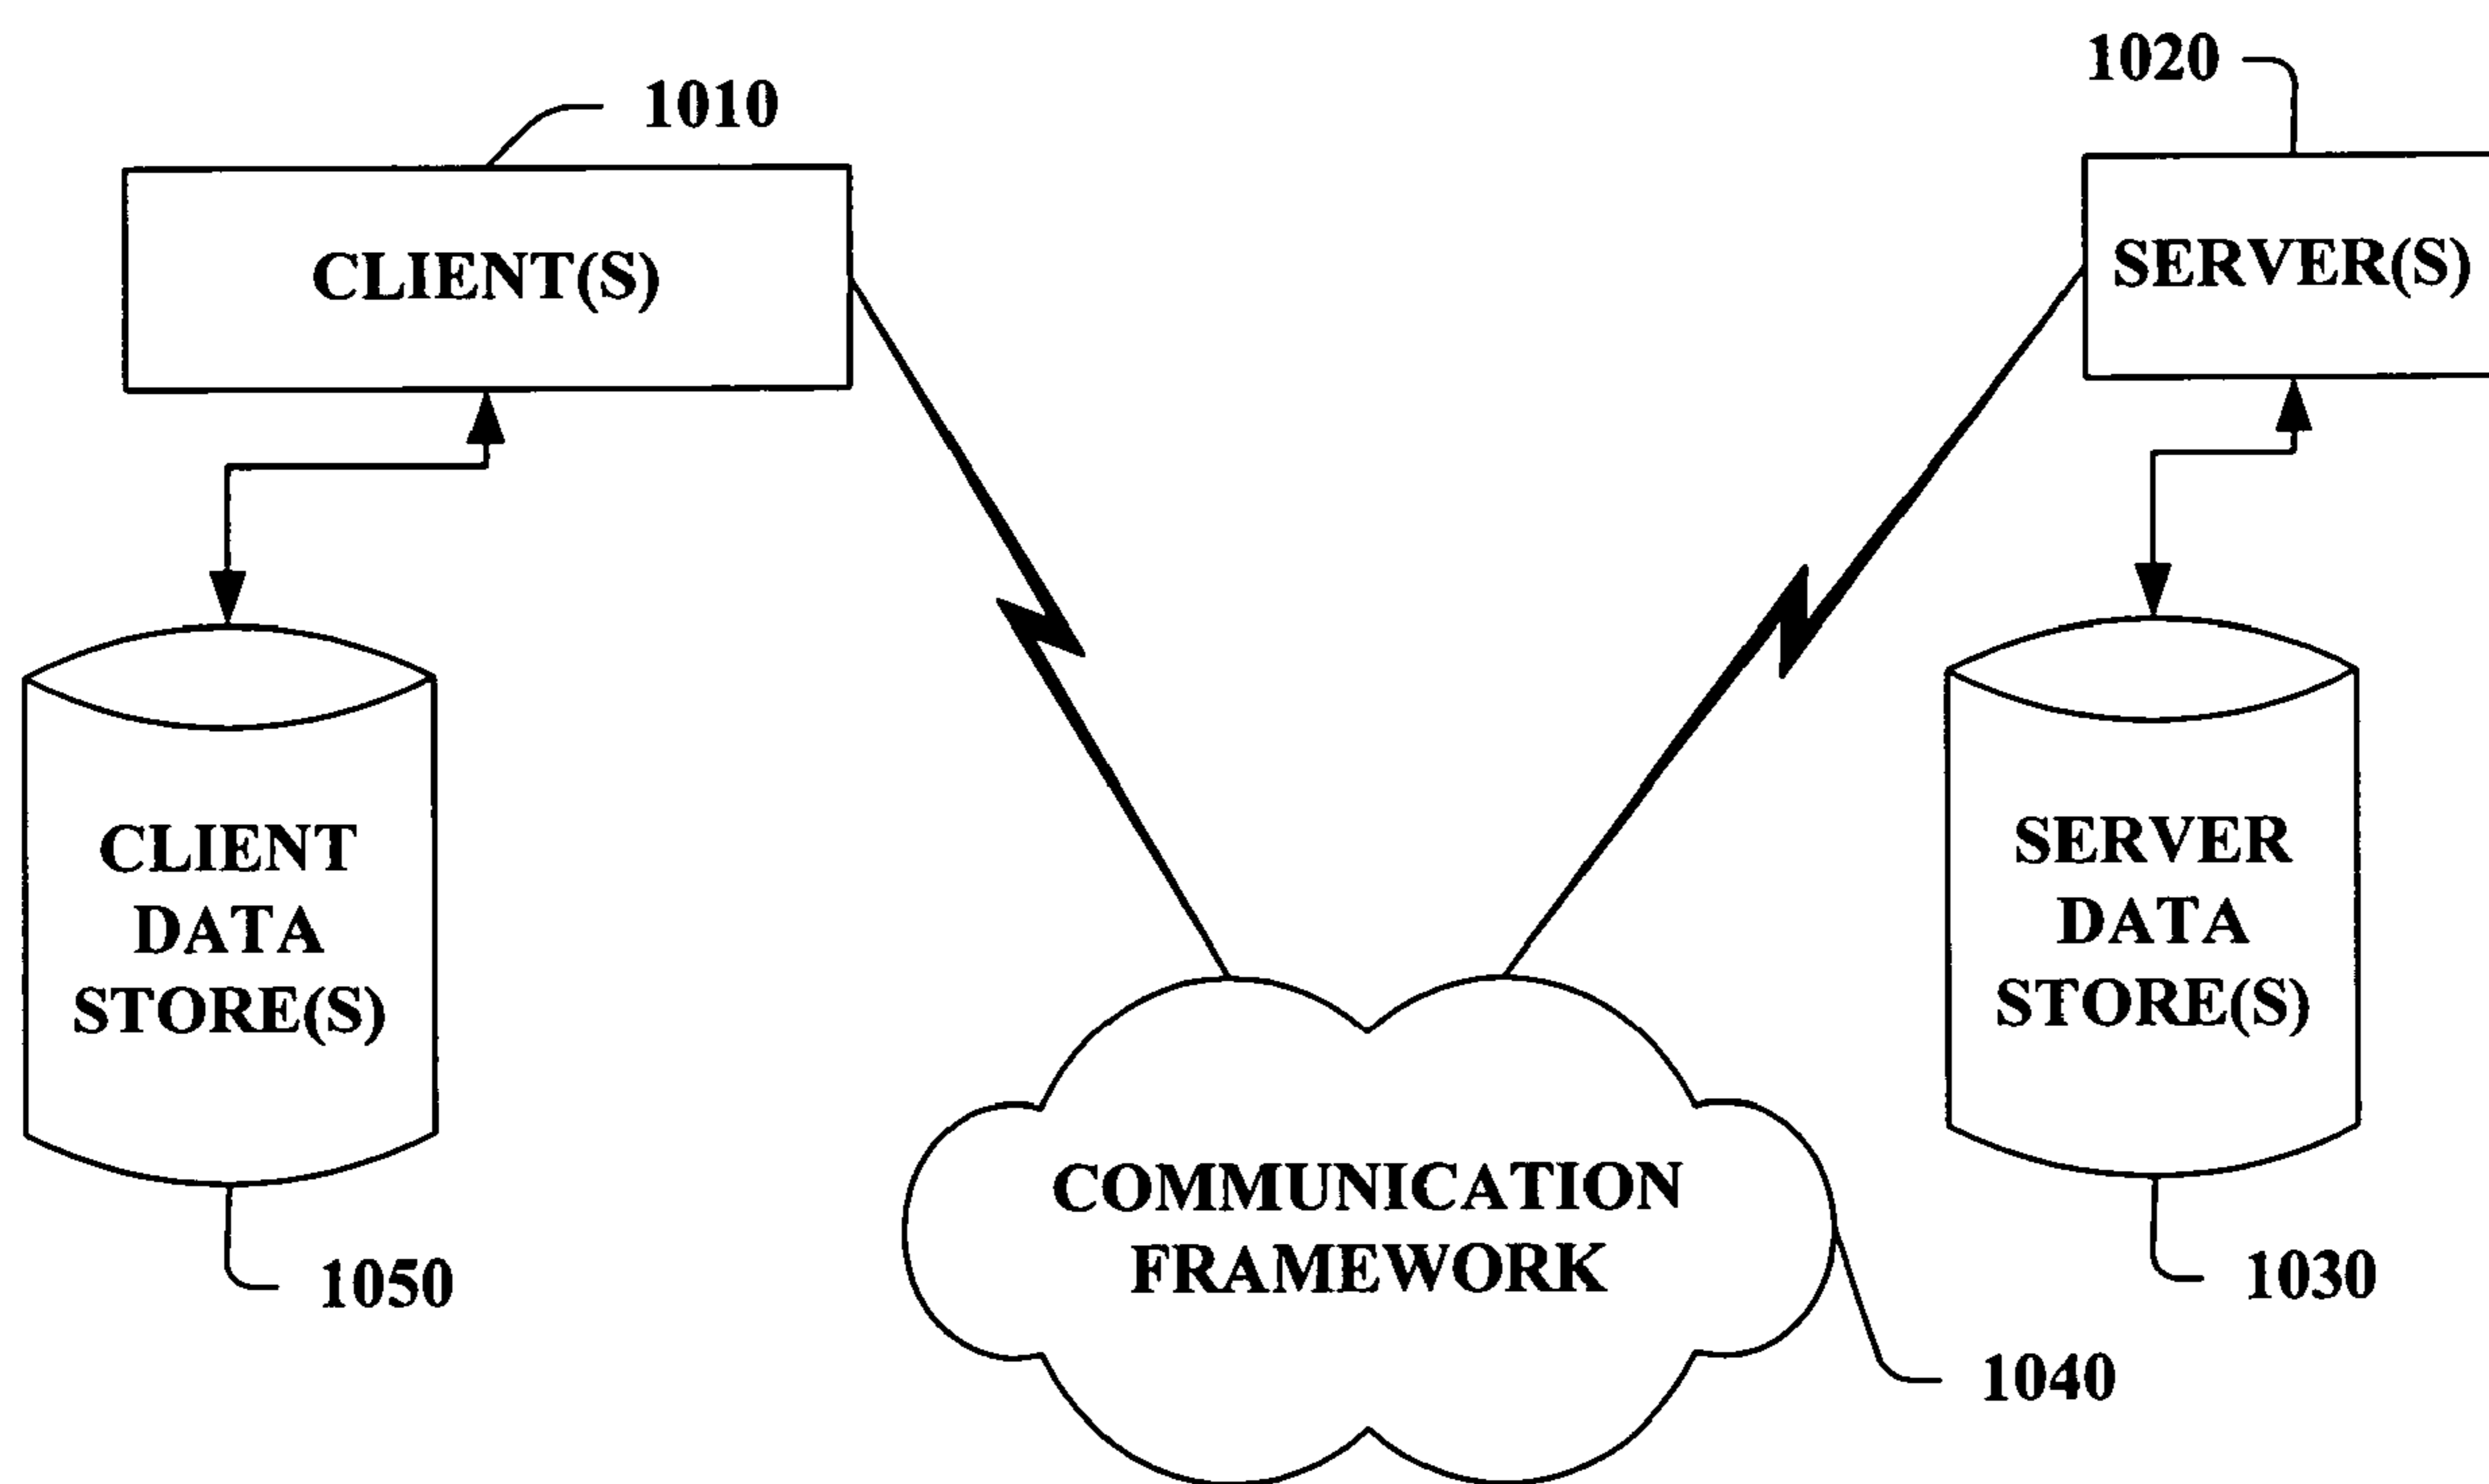 1010
1020
CLIENT(S)
SERVER(S)
CLIENT
DATA
STORE(S)
SERVER
DATA
STORE(S)
COMMUNICATION
FRAMEWORK
1050
1030
1040